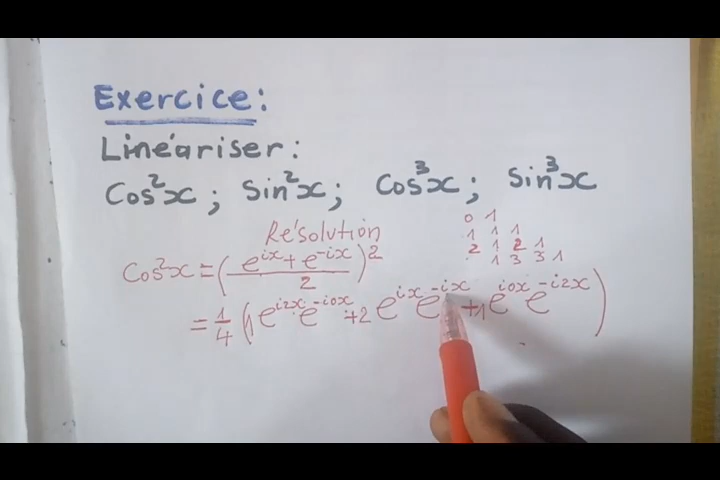 Exercice:
Linéariser:
Cos²x ; Sin²x ; Cos³x ; Sin³x
Résolution
0 1
1 1 1
2 1 2 1
1 3 3 1
Cos²x = ( (e^{ix} + e^{-ix}) / 2 )²
= 1/4 ( 1 e^{i2x} e^{-i0x} + 2 e^{ix} e^{-ix} + 1 e^{i0x} e^{-i2x} )